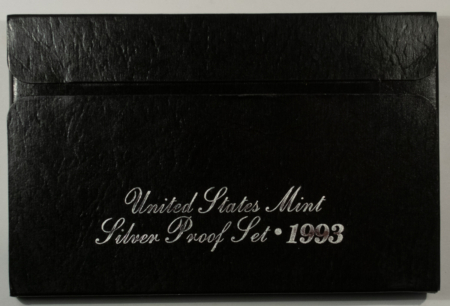 United States Mint
Silver Proof Set • 1993